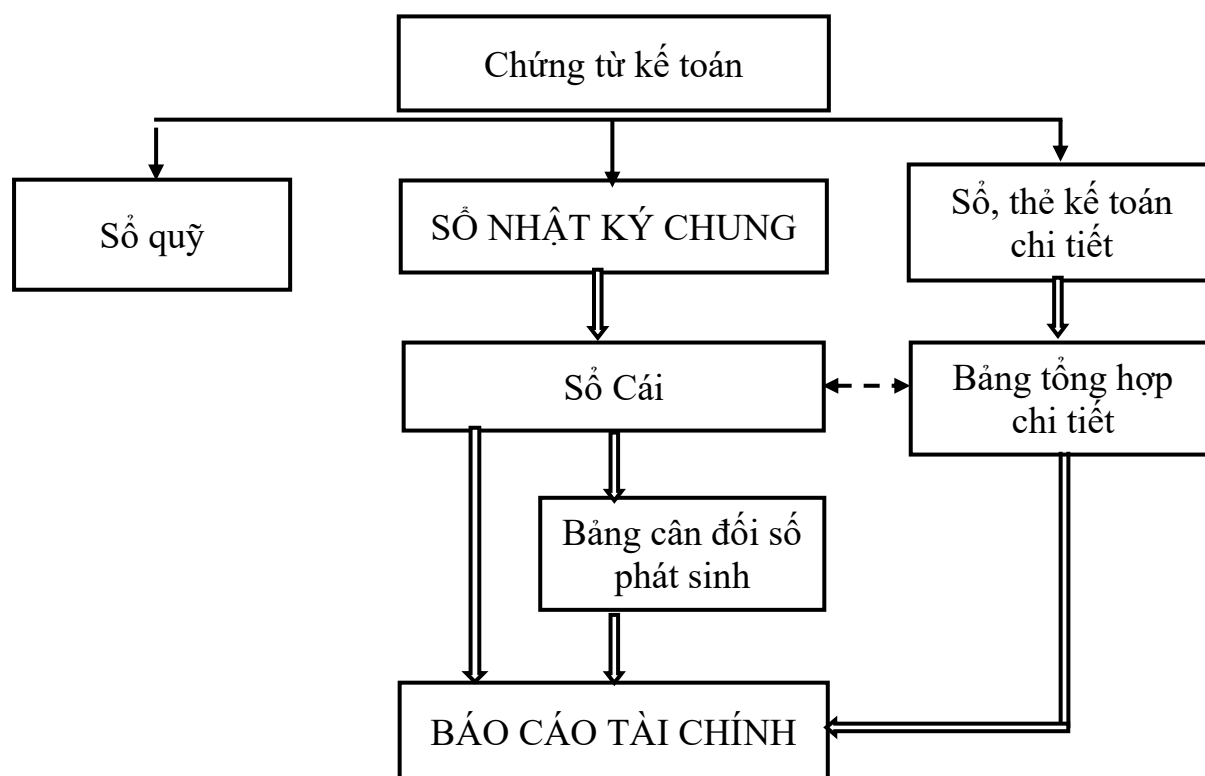 Chứng từ kế toán
Sổ quỹ
SỔ NHẬT KÝ CHUNG
Sổ, thẻ kế toán
chi tiết
Sổ Cái
Bảng tổng hợp
chi tiết
Bảng cân đối số
phát sinh
BÁO CÁO TÀI CHÍNH